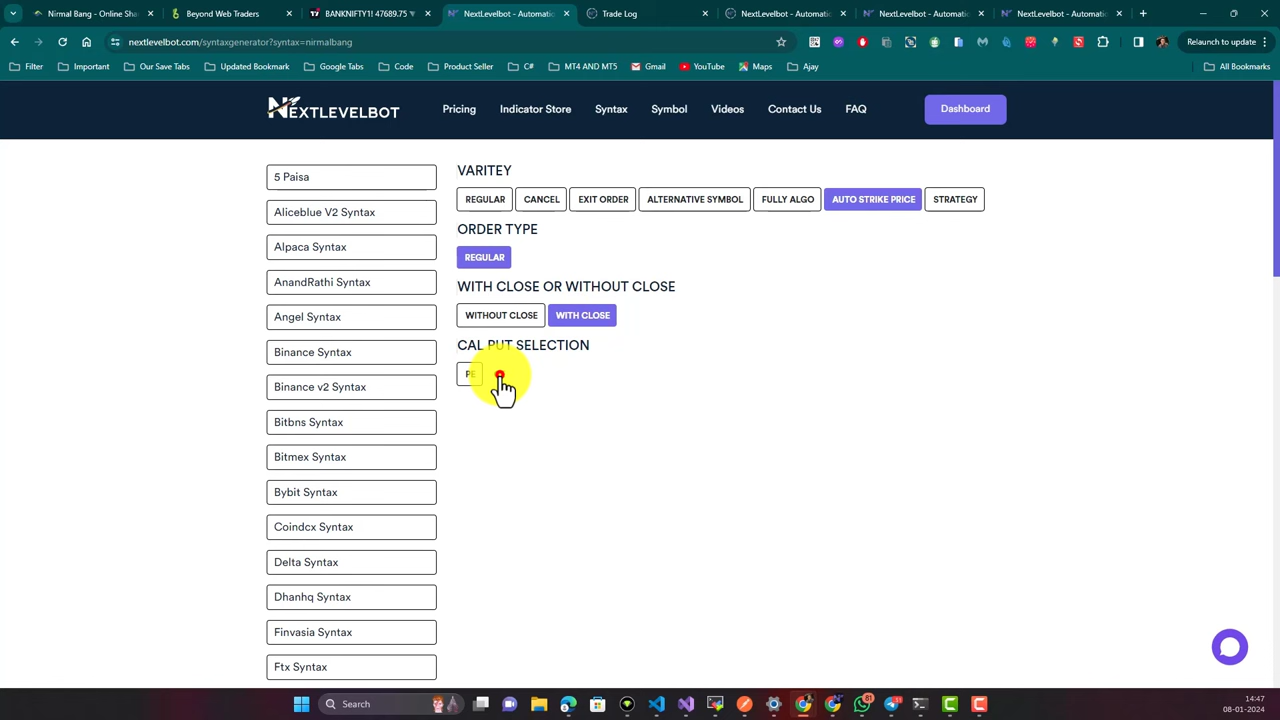 Nirmal Bang - Online Sha
Beyond Web Traders
BANKNIFTY1! 47689.75
NextLevelbot - Automatic
Trade Log
NextLevelbot - Automatic
NextLevelbot - Automatic
NextLevelbot - Automatic
nextlevelbot.com/syntaxgenerator?syntax=nirmalbang
Relaunch to update
Filter
Important
Our Save Tabs
Updated Bookmark
Google Tabs
Code
Product Seller
C#
MT4 AND MT5
Gmail
YouTube
Maps
Ajay
All Bookmarks
NEXTLEVELBOT
Pricing
Indicator Store
Syntax
Symbol
Videos
Contact Us
FAQ
Dashboard
5 Paisa
Aliceblue V2 Syntax
Alpaca Syntax
AnandRathi Syntax
Angel Syntax
Binance Syntax
Binance v2 Syntax
Bitbns Syntax
Bitmex Syntax
Bybit Syntax
Coindcx Syntax
Delta Syntax
Dhanhq Syntax
Finvasia Syntax
Ftx Syntax
VARITEY
REGULAR
CANCEL
EXIT ORDER
ALTERNATIVE SYMBOL
FULLY ALGO
AUTO STRIKE PRICE
STRATEGY
ORDER TYPE
REGULAR
WITH CLOSE OR WITHOUT CLOSE
WITHOUT CLOSE
WITH CLOSE
CAL PUT SELECTION
PE
Search
81
14:47
08-01-2024